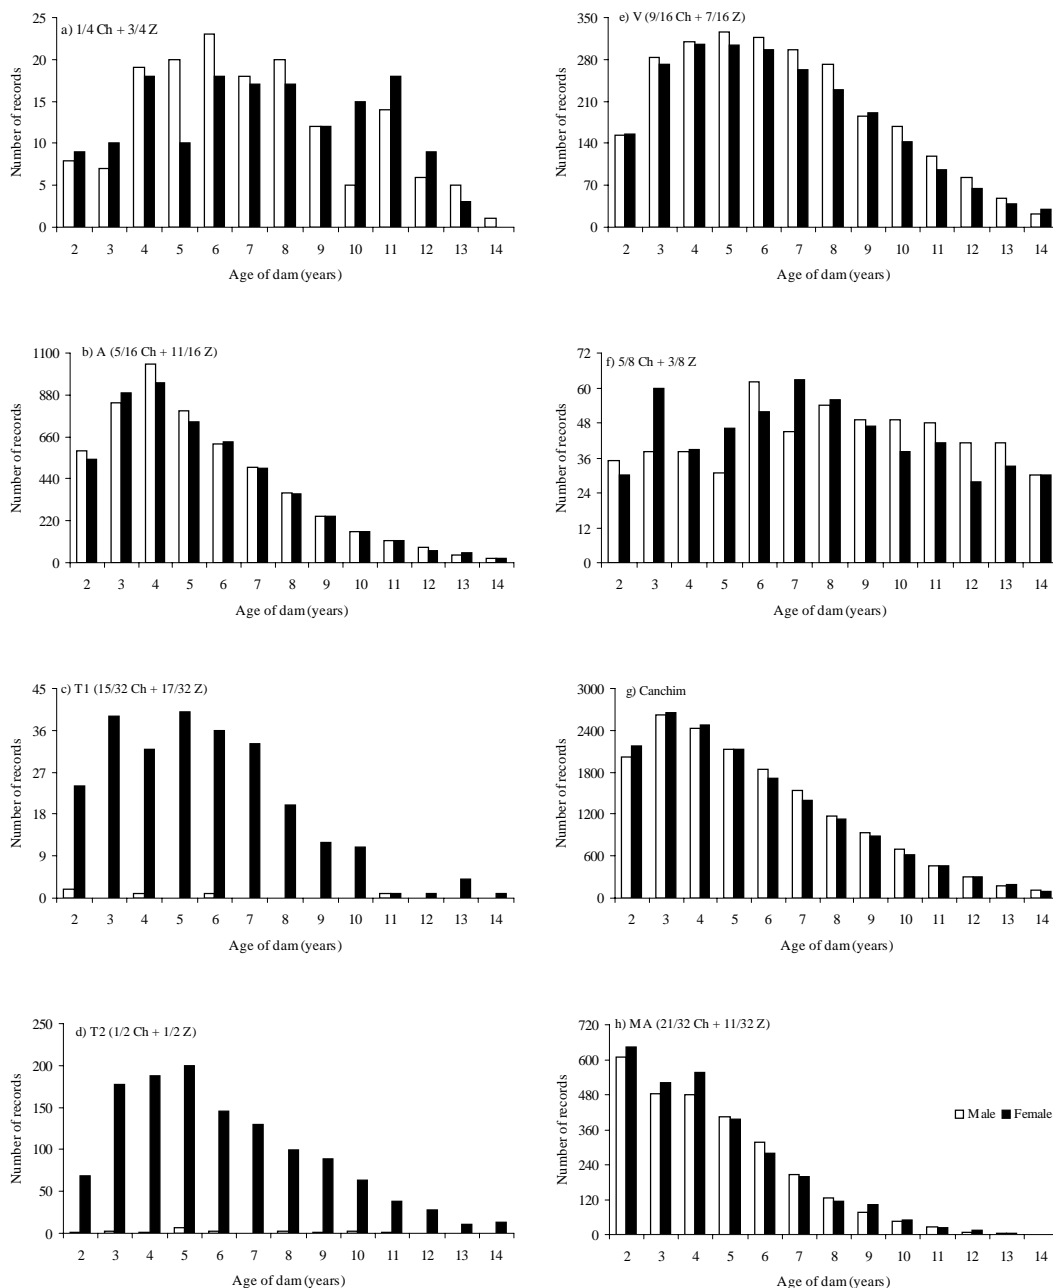 a) 1/4 Ch + 3/4 Z
Number of records
25
20
15
10
5
0
2 3 4 5 6 7 8 9 10 11 12 13 14
Age of dam (years)
b) A (5/16 Ch + 11/16 Z)
Number of records
1100
880
660
440
220
0
2 3 4 5 6 7 8 9 10 11 12 13 14
Age of dam (years)
c) T1 (15/32 Ch + 17/32 Z)
Number of records
45
36
27
18
9
0
2 3 4 5 6 7 8 9 10 11 12 13 14
Age of dam (years)
d) T2 (1/2 Ch + 1/2 Z)
Number of records
250
200
150
100
50
0
2 3 4 5 6 7 8 9 10 11 12 13 14
Age of dam (years)
e) V (9/16 Ch + 7/16 Z)
Number of records
350
280
210
140
70
0
2 3 4 5 6 7 8 9 10 11 12 13 14
Age of dam (years)
f) 5/8 Ch + 3/8 Z
Number of records
72
60
48
36
24
12
0
2 3 4 5 6 7 8 9 10 11 12 13 14
Age of dam (years)
g) Canchim
Number of records
3000
2400
1800
1200
600
0
2 3 4 5 6 7 8 9 10 11 12 13 14
Age of dam (years)
h) MA (21/32 Ch + 11/32 Z)
Number of records
720
600
480
360
240
120
0
Male Female
2 3 4 5 6 7 8 9 10 11 12 13 14
Age of dam (years)